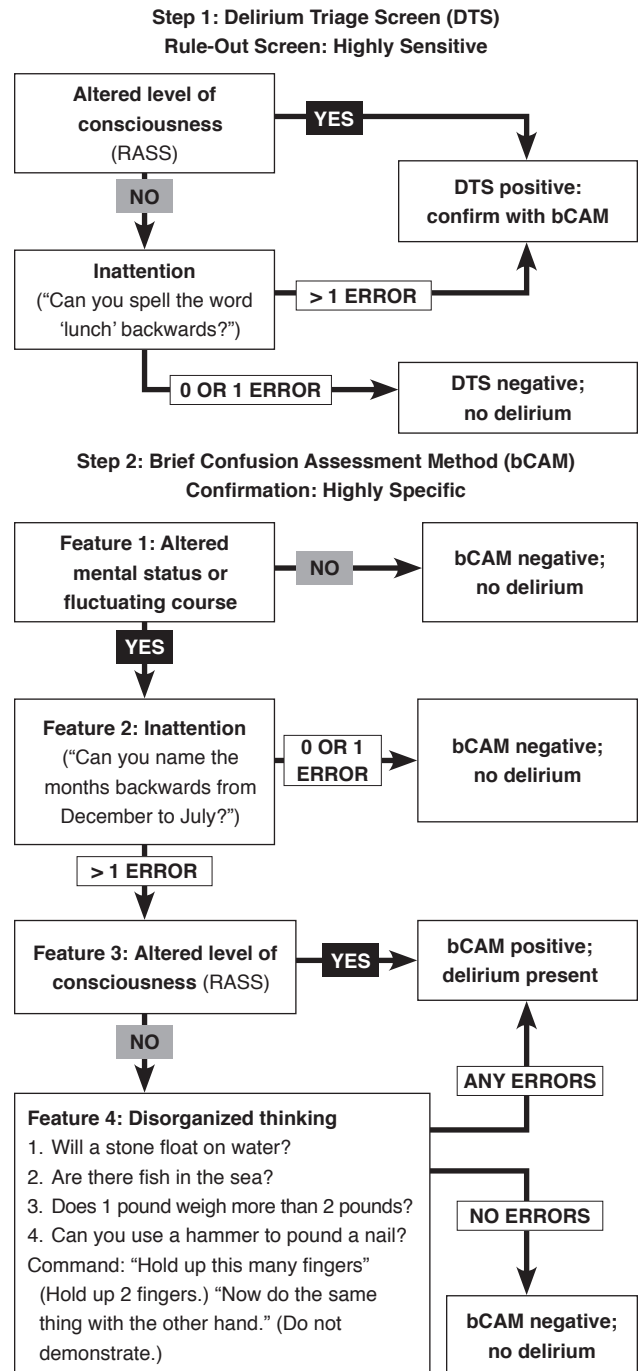 Step 1: Delirium Triage Screen (DTS)
Rule-Out Screen: Highly Sensitive
Altered level of
consciousness
(RASS)
YES
DTS positive:
confirm with bCAM
NO
Inattention
(“Can you spell the word
‘lunch’ backwards?”)
> 1 ERROR
0 OR 1 ERROR
DTS negative;
no delirium
Step 2: Brief Confusion Assessment Method (bCAM)
Confirmation: Highly Specific
Feature 1: Altered
mental status or
fluctuating course
NO
bCAM negative;
no delirium
YES
Feature 2: Inattention
(“Can you name the
months backwards from
December to July?”)
0 OR 1
ERROR
bCAM negative;
no delirium
> 1 ERROR
Feature 3: Altered level of
consciousness (RASS)
YES
bCAM positive;
delirium present
NO
ANY ERRORS
Feature 4: Disorganized thinking
1. Will a stone float on water?
2. Are there fish in the sea?
3. Does 1 pound weigh more than 2 pounds?
4. Can you use a hammer to pound a nail?
Command: “Hold up this many fingers”
(Hold up 2 fingers.) “Now do the same
thing with the other hand.” (Do not
demonstrate.)
NO ERRORS
bCAM negative;
no delirium